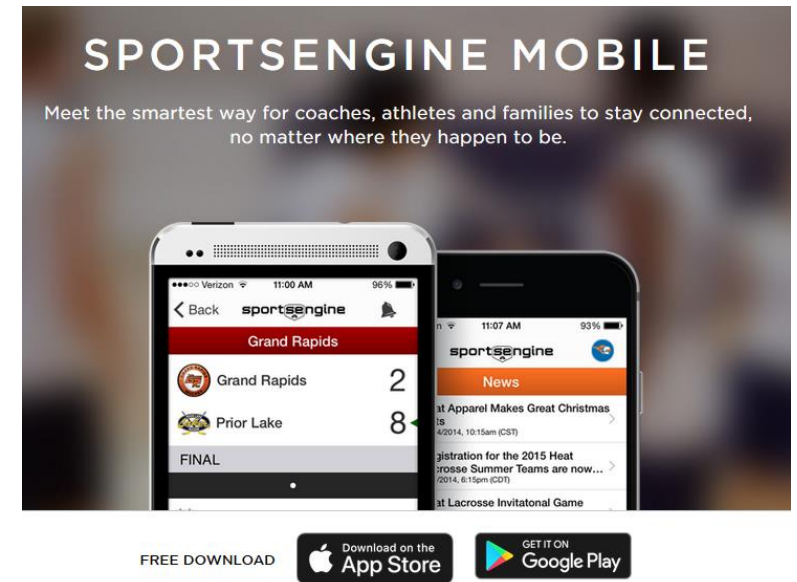 SPORTSENGINE MOBILE
Meet the smartest way for coaches, athletes and families to stay connected,
no matter where they happen to be.
Verizon 11:00 AM 96%
Back sportsengine
Grand Rapids
Grand Rapids 2
Prior Lake 8
FINAL
11:07 AM 93%
sportsengine
News
at Apparel Makes Great Christmas
ts
4/2014, 10:15am (CST)
gistration for the 2015 Heat
crosse Summer Teams are now...
/2014, 6:15pm (CDT)
at Lacrosse Invitatonal Game
FREE DOWNLOAD
Download on the
App Store
GET IT ON
Google Play